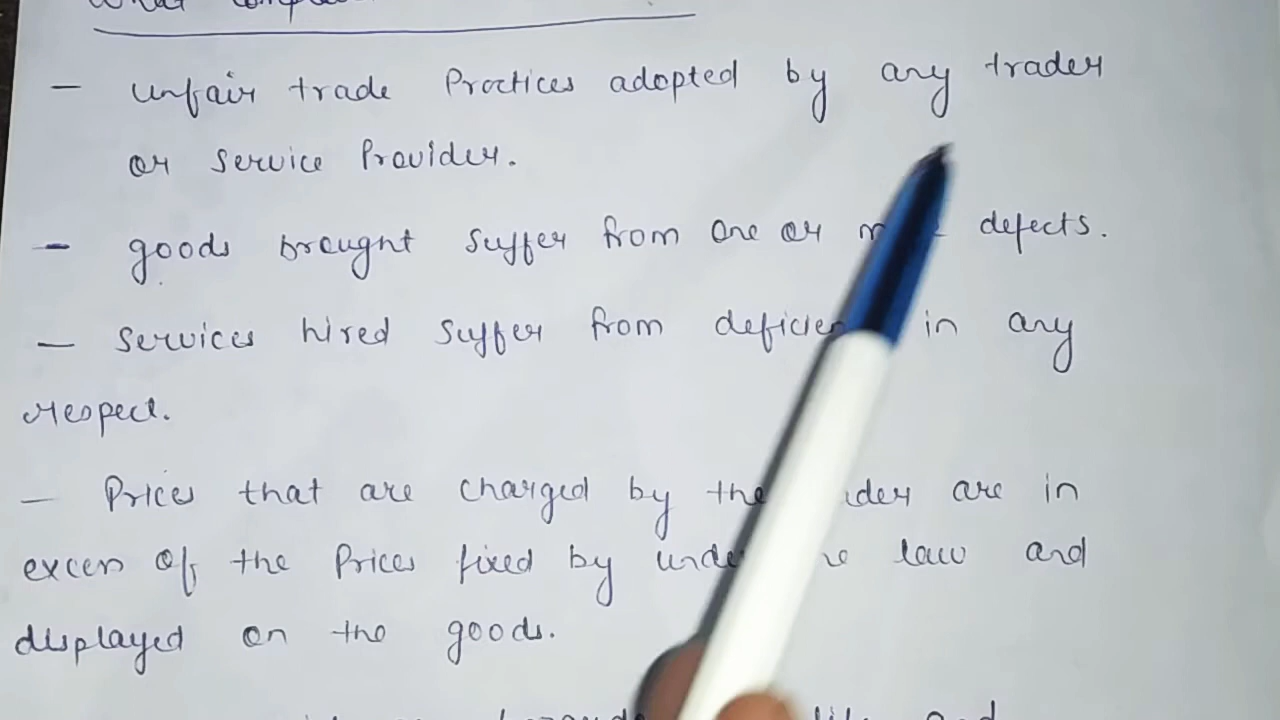 What
- unfair trade Practices adopted by any trader
or service Provider.
- goods brought suffer from one or defects.
- Services hired suffer from in any
respect.
- Prices that are charged by the are in
excess of the Prices fixed by law and
displayed on the goods.
and